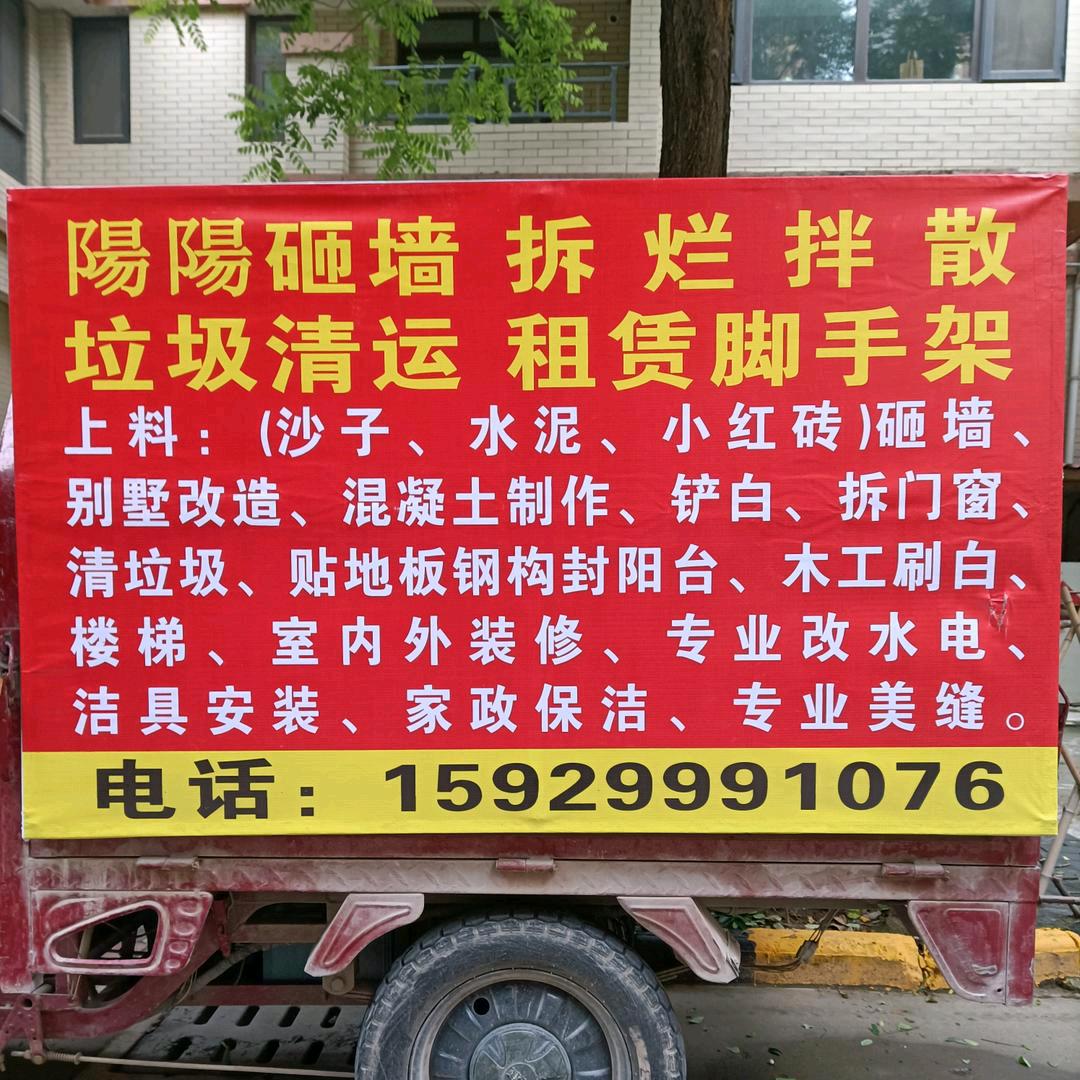 陽陽砸墙 拆 烂 拌 散
垃圾清运 租赁脚手架
上料：(沙子、水泥、小红砖)砸墙、
别墅改造、混凝土制作、铲白、拆门窗、
清垃圾、贴地板钢构封阳台、木工刷白、
楼梯、室内外装修、专业改水电、
洁具安装、家政保洁、专业美缝。
电话：15929991076